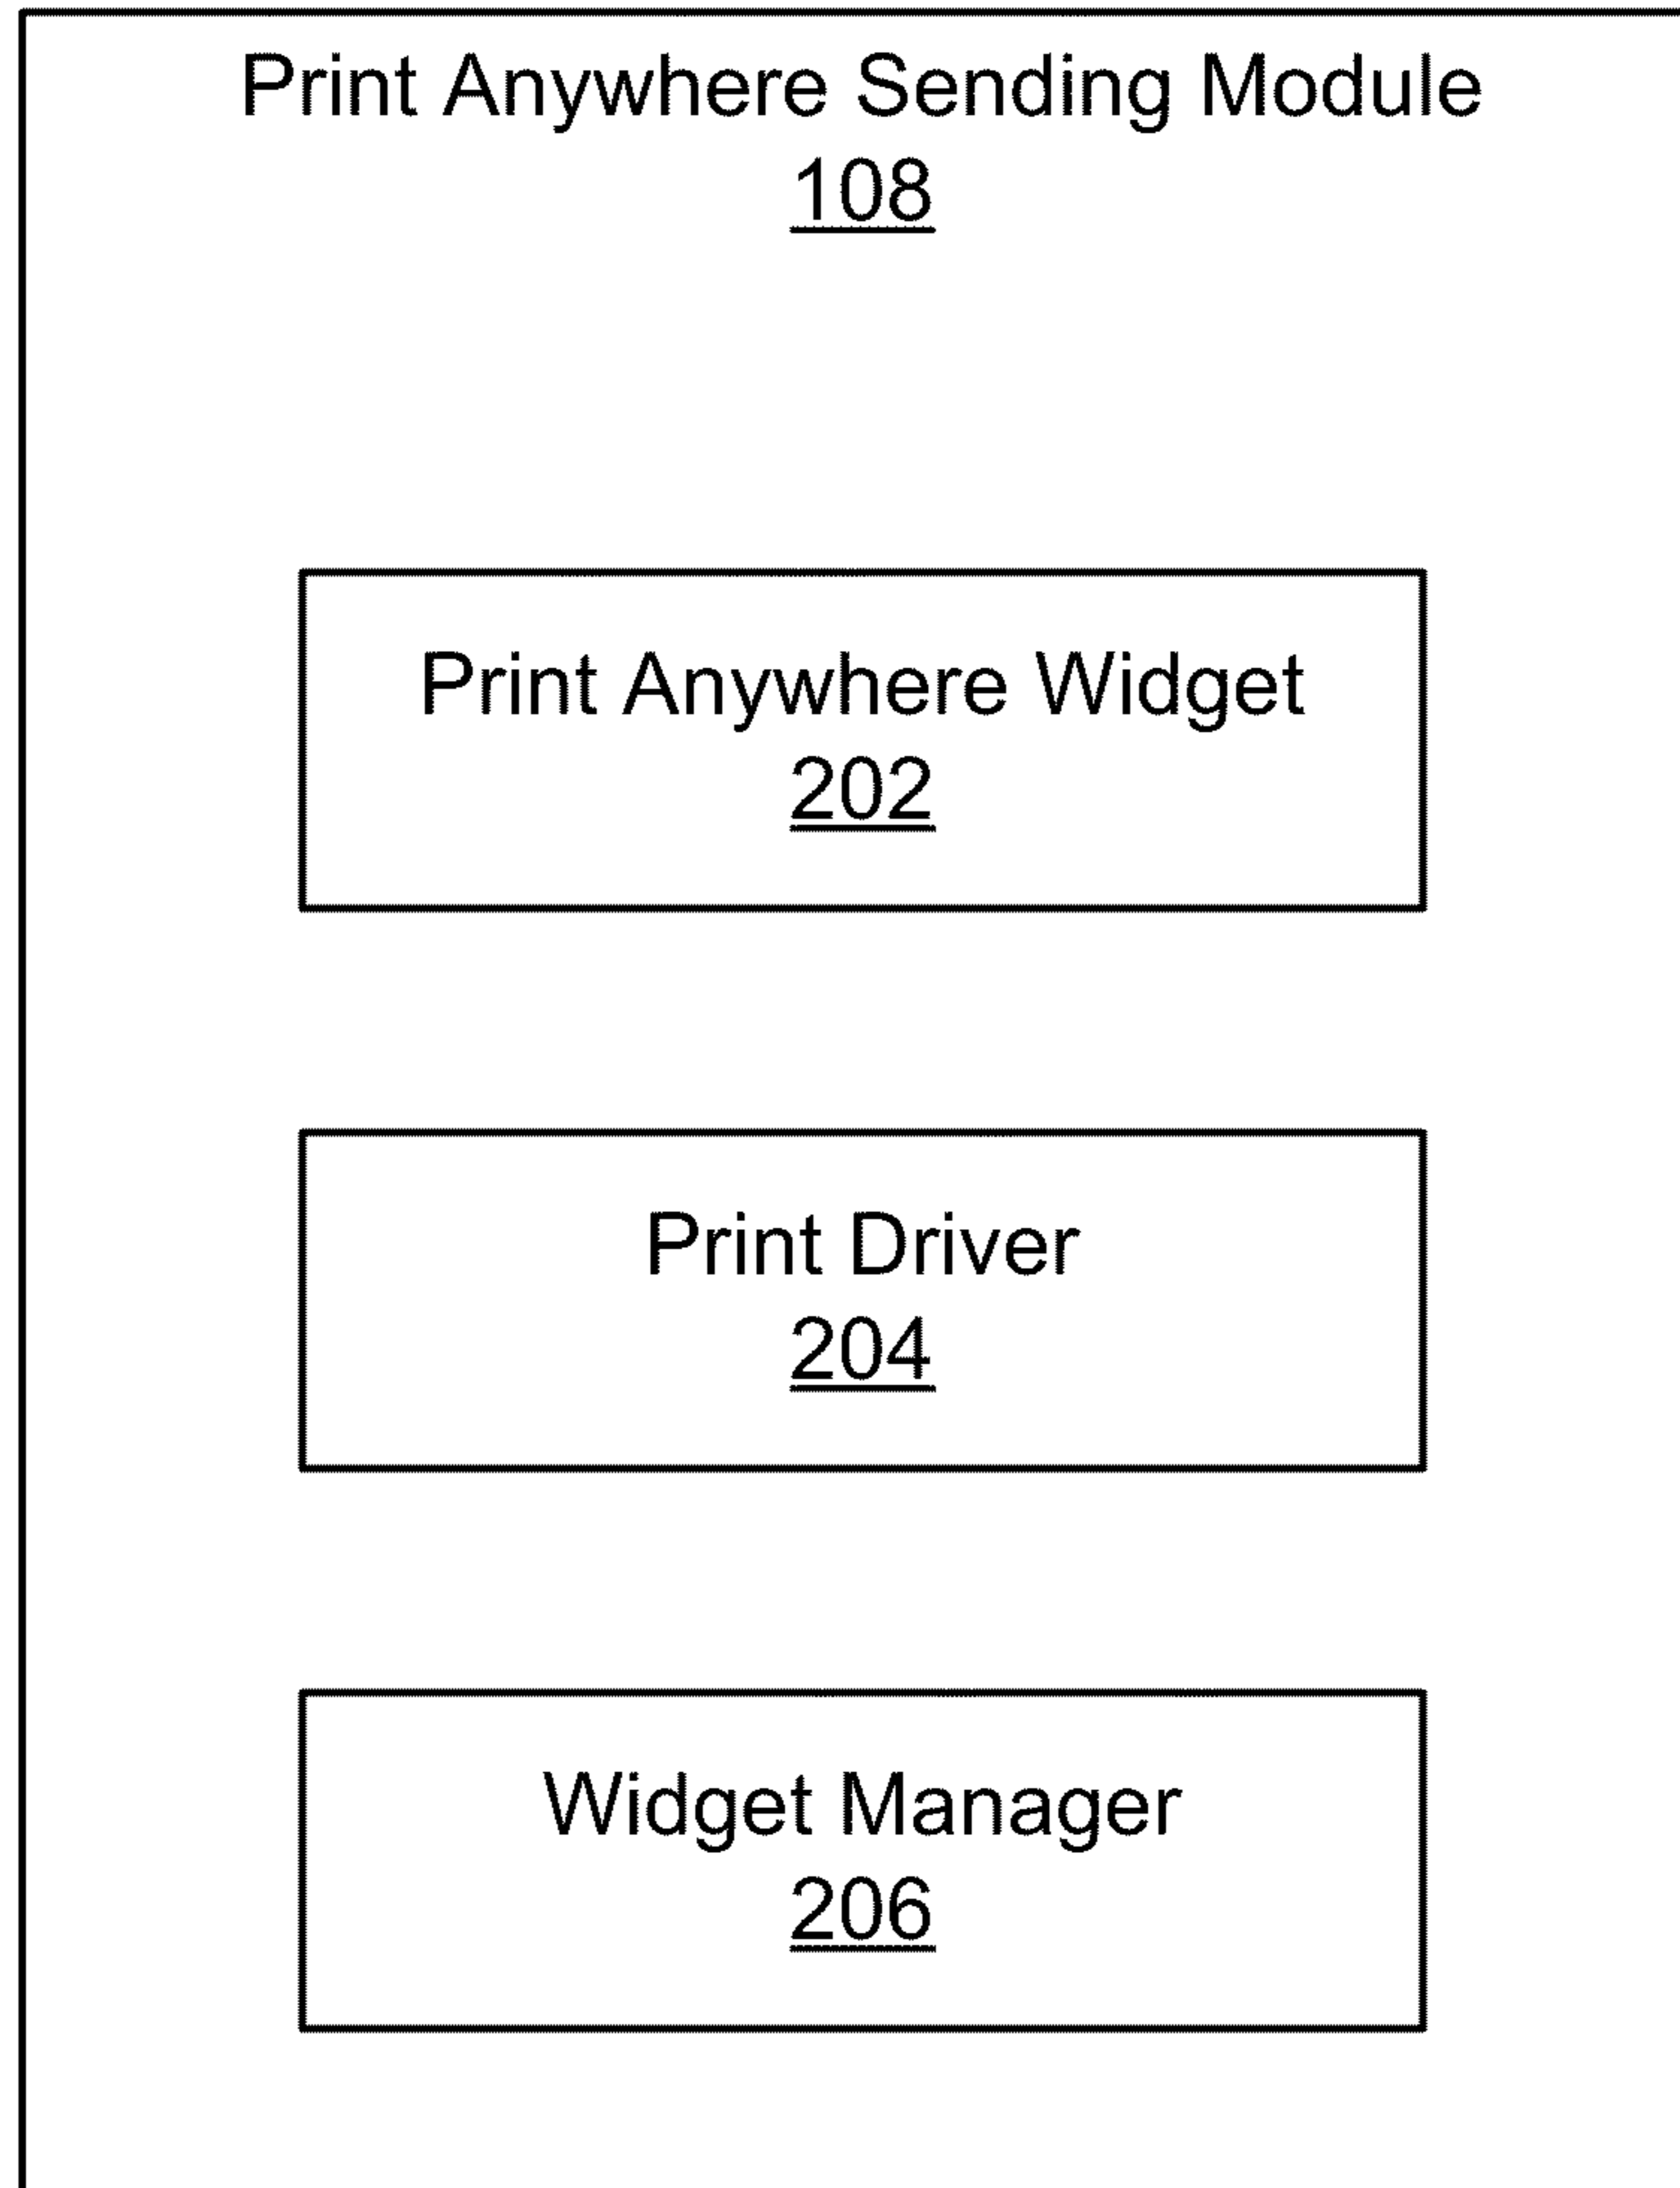 Print Anywhere Sending Module
108
Print Anywhere Widget
202
Print Driver
204
Widget Manager
206